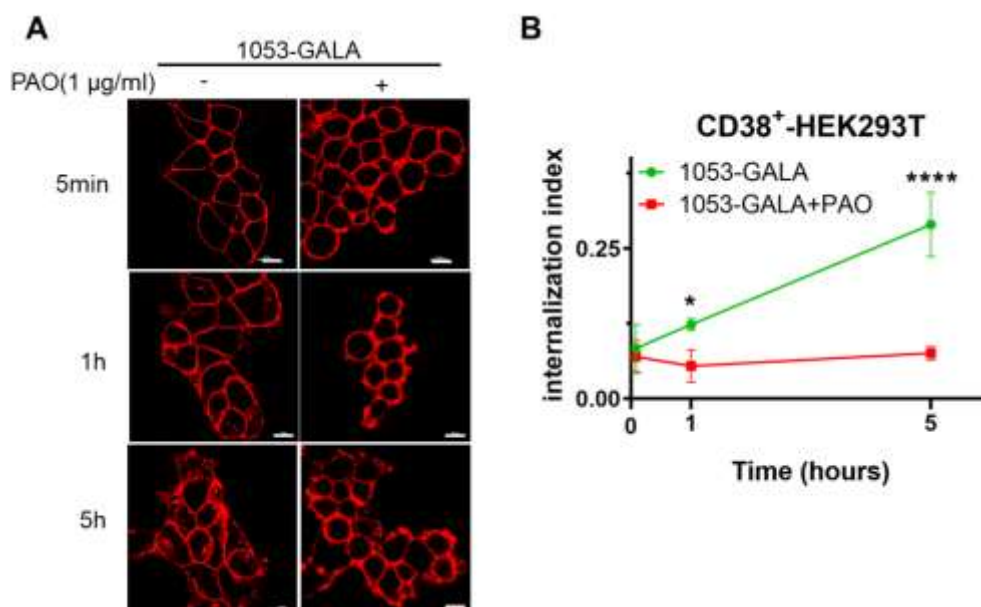 A
1053-GALA
PAO(1 μg/ml) - +
5min
1h
5h
B
CD38⁺-HEK293T
1053-GALA
1053-GALA+PAO
****
*
internalization index
0.25
0.00
0 1 5
Time (hours)